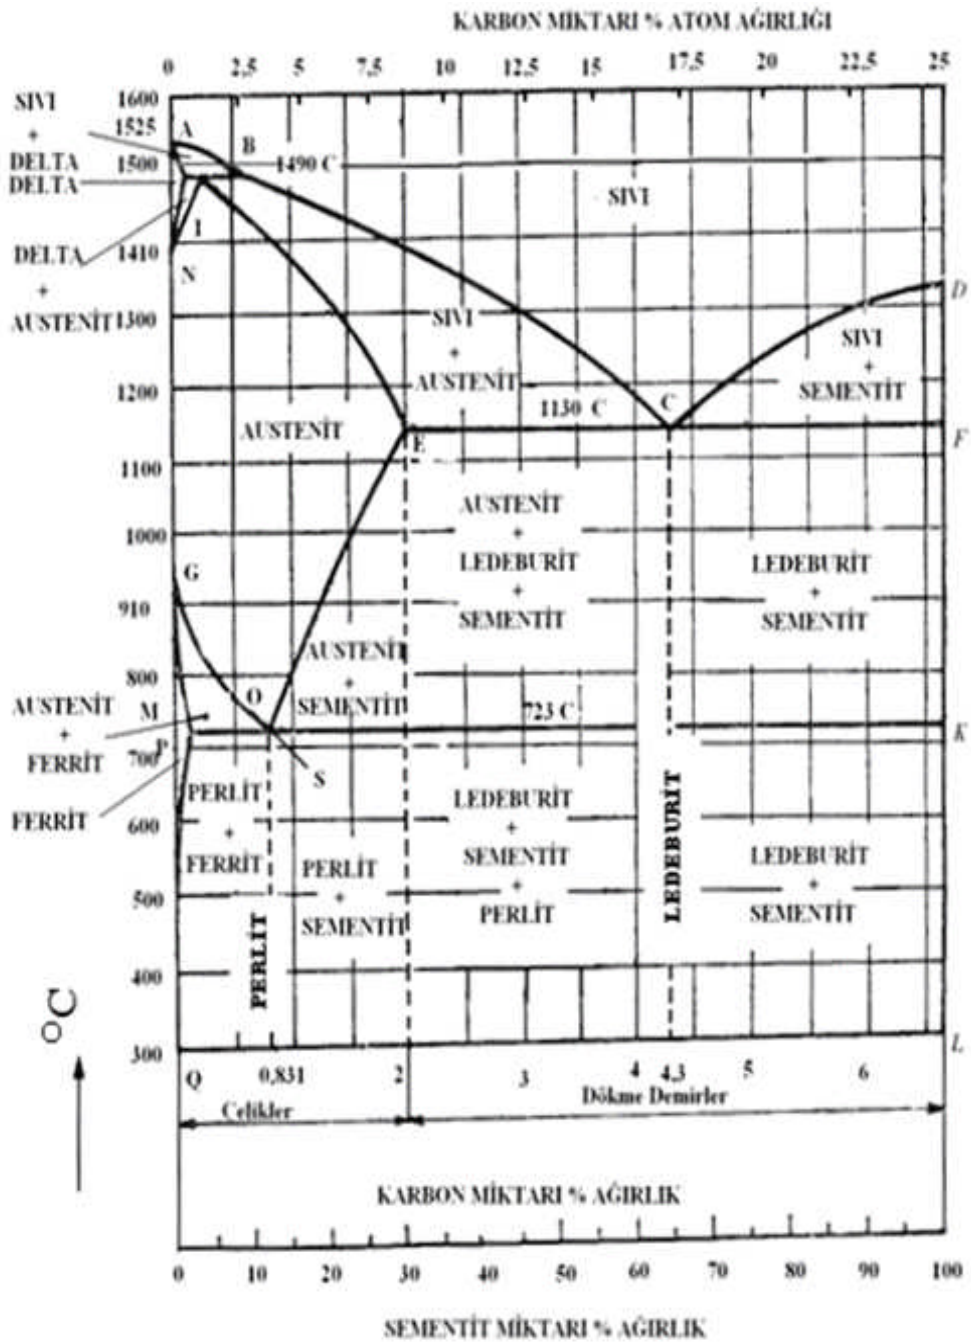 KARBON MİKTARI % ATOM AĞIRLIĞI
0 2,5 5 7,5 10 12,5 15 17,5 20 22,5 25
SIVI
+
DELTA
DELTA
DELTA
+
AUSTENİT
1600
1525
1500
1410
1300
1200
1100
1000
910
800
700
600
500
400
300
A
B
1490 C
SIVI
I
N
D
SIVI
+
AUSTENİT
SIVI
+
SEMENTİT
1130 C
C
AUSTENİT
E
F
AUSTENİT
+
LEDEBURİT
+
SEMENTİT
LEDEBURİT
+
SEMENTİT
G
AUSTENİT
+
SEMENTİT
AUSTENİT
+
FERRİT
M
O
723 C
P
K
S
FERRİT
PERLİT
+
FERRİT
PERLİT
+
SEMENTİT
LEDEBURİT
+
SEMENTİT
+
PERLİT
LEDEBURİT
LEDEBURİT
+
SEMENTİT
PERLİT
°C
L
Q 0,831 2 3 4 4,3 5 6
Çelikler
Dökme Demirler
KARBON MİKTARI % AĞIRLIK
0 10 20 30 40 50 60 70 80 90 100
SEMENTİT MİKTARI % AĞIRLIK